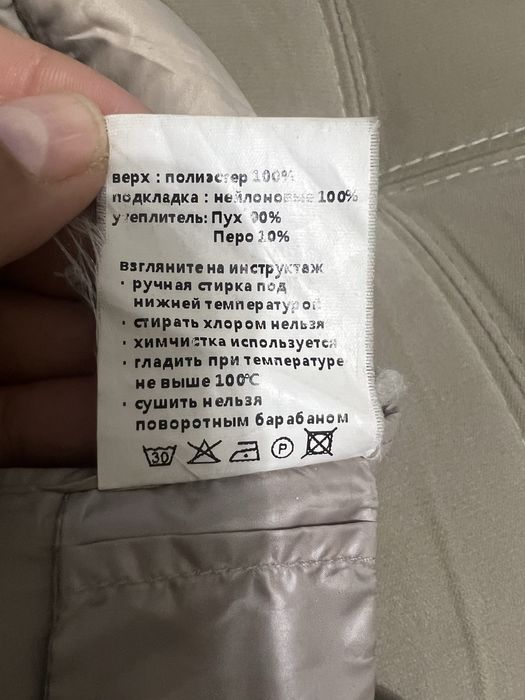 верх : полиэстер 100%
подкладка : нейлоновые 100%
утеплитель: Пух 90%
Перо 10%
взгляните на инструктаж
· ручная стирка под
нижней температурой
· стирать хлором нельзя
· химчистка используется
· гладить при температуре
не выше 100°C
· сушить нельзя
поворотным барабаном
30 P